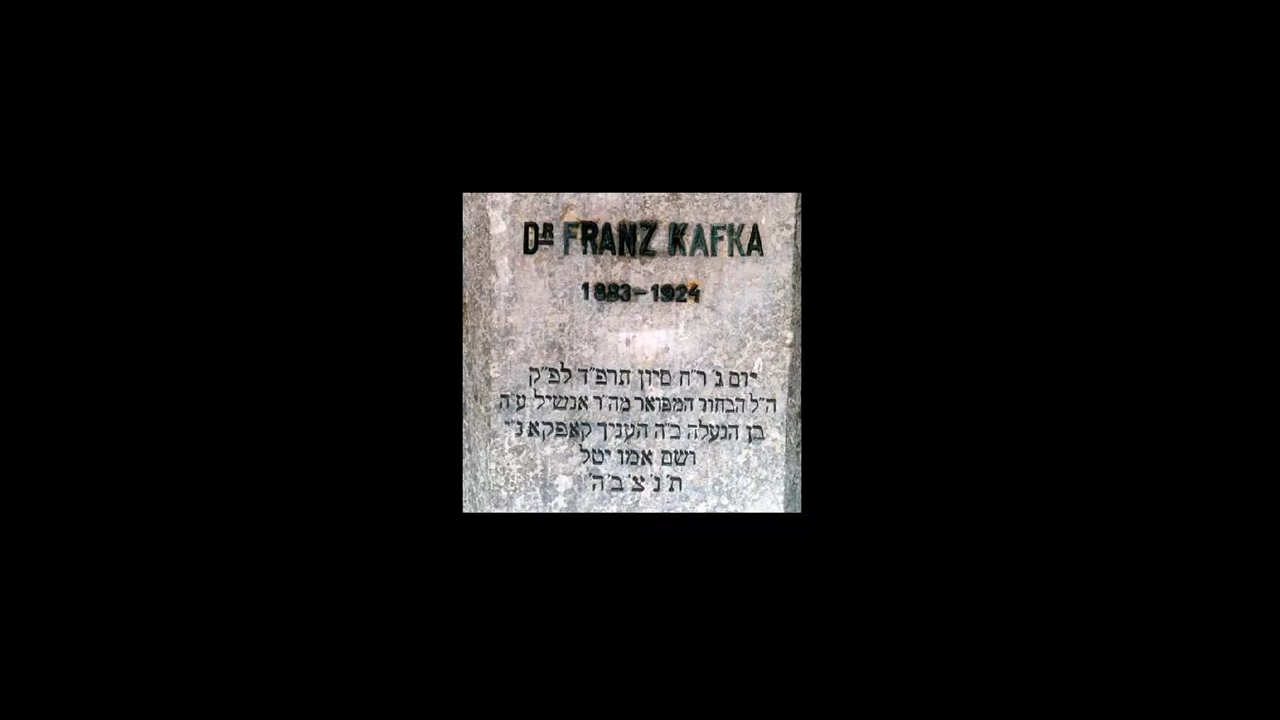 DR FRANZ KAFKA
1883-1924
יום ג׳ ר״ח סיון תרפ״ד לפ״ק
ה״ל הבחור המפואר מה״ר אנשיל ע״ה
בן הנעלה כ״ה העניך קאפקא נ״י
ושם אמו יטל
ת׳ נ׳ צ׳ ב׳ ה׳